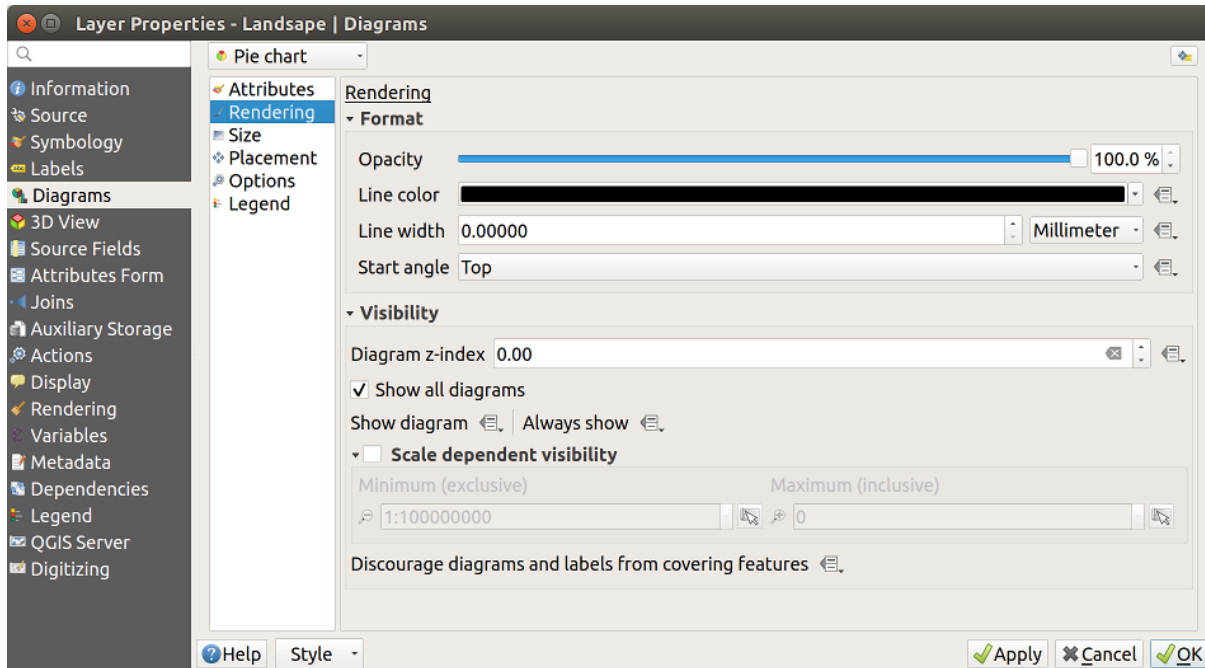 Layer Properties - Landsape | Diagrams
Information
Source
Symbology
Labels
Diagrams
3D View
Source Fields
Attributes Form
Joins
Auxiliary Storage
Actions
Display
Rendering
Variables
Metadata
Dependencies
Legend
QGIS Server
Digitizing
Pie chart
Attributes
Rendering
Size
Placement
Options
Legend
Rendering
Format
Opacity 100.0 %
Line color
Line width 0.00000 Millimeter
Start angle Top
Visibility
Diagram z-index 0.00
Show all diagrams
Show diagram Always show
Scale dependent visibility
Minimum (exclusive) Maximum (inclusive)
1:100000000 0
Discourage diagrams and labels from covering features
Help Style Apply Cancel OK